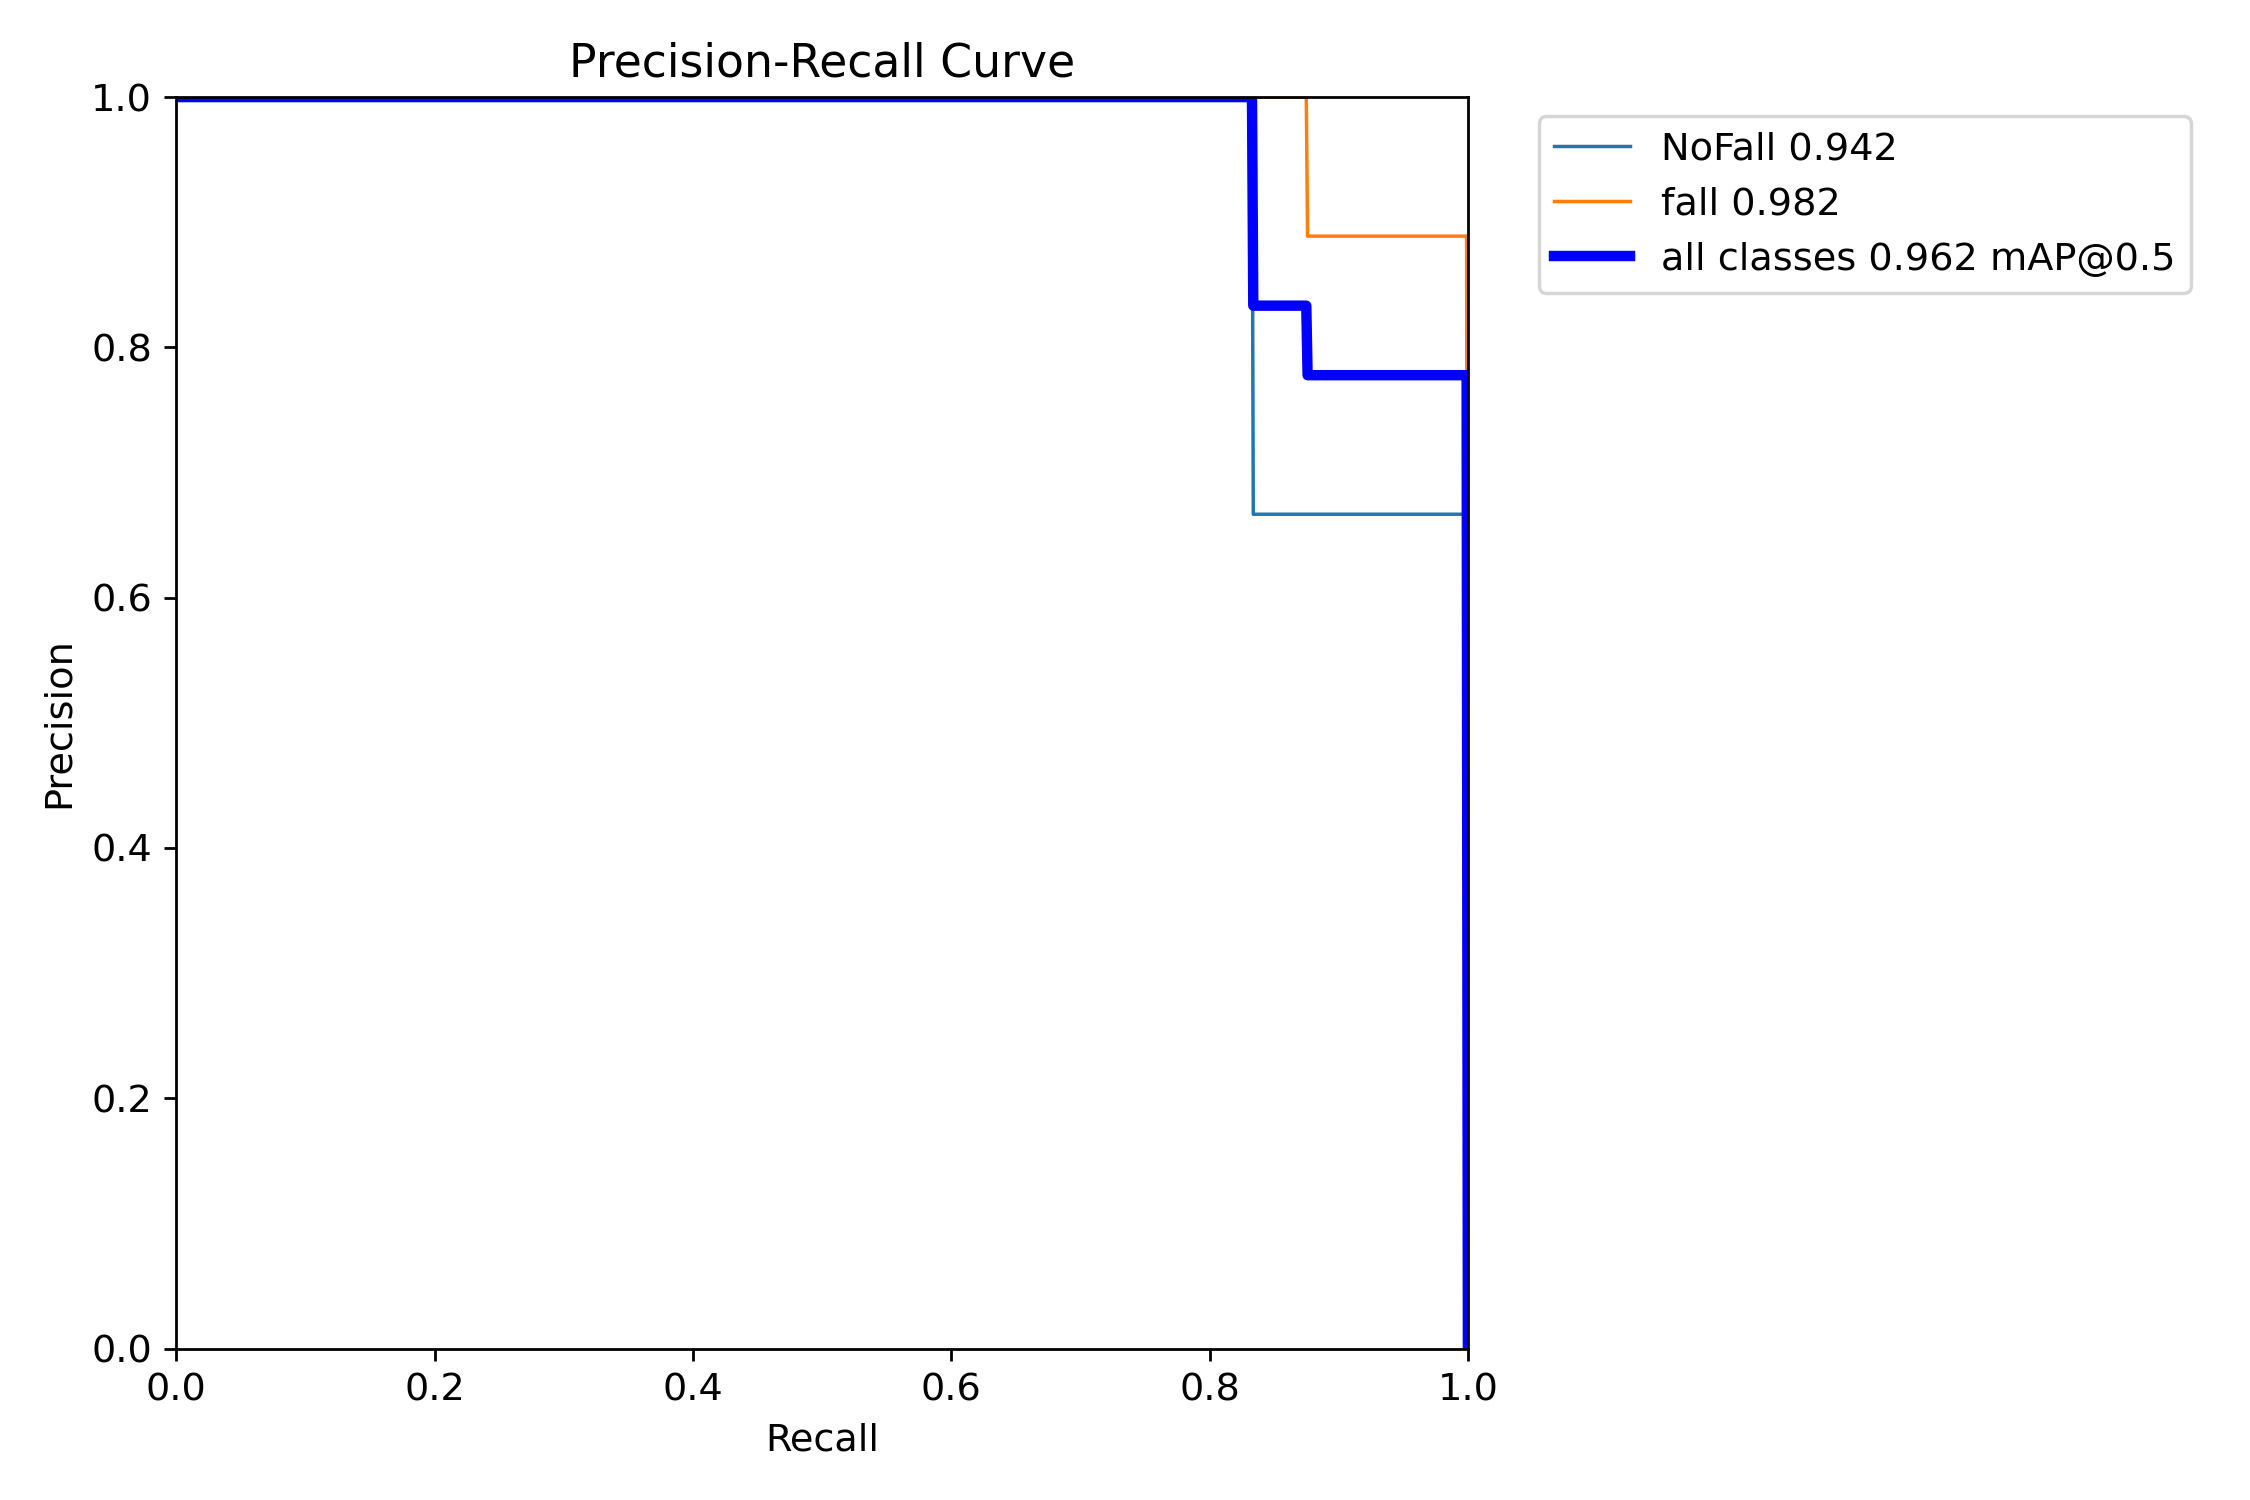 Precision-Recall Curve
1.0
0.8
0.6
0.4
0.2
0.0
Precision
0.0 0.2 0.4 0.6 0.8 1.0
Recall
NoFall 0.942
fall 0.982
all classes 0.962 mAP@0.5